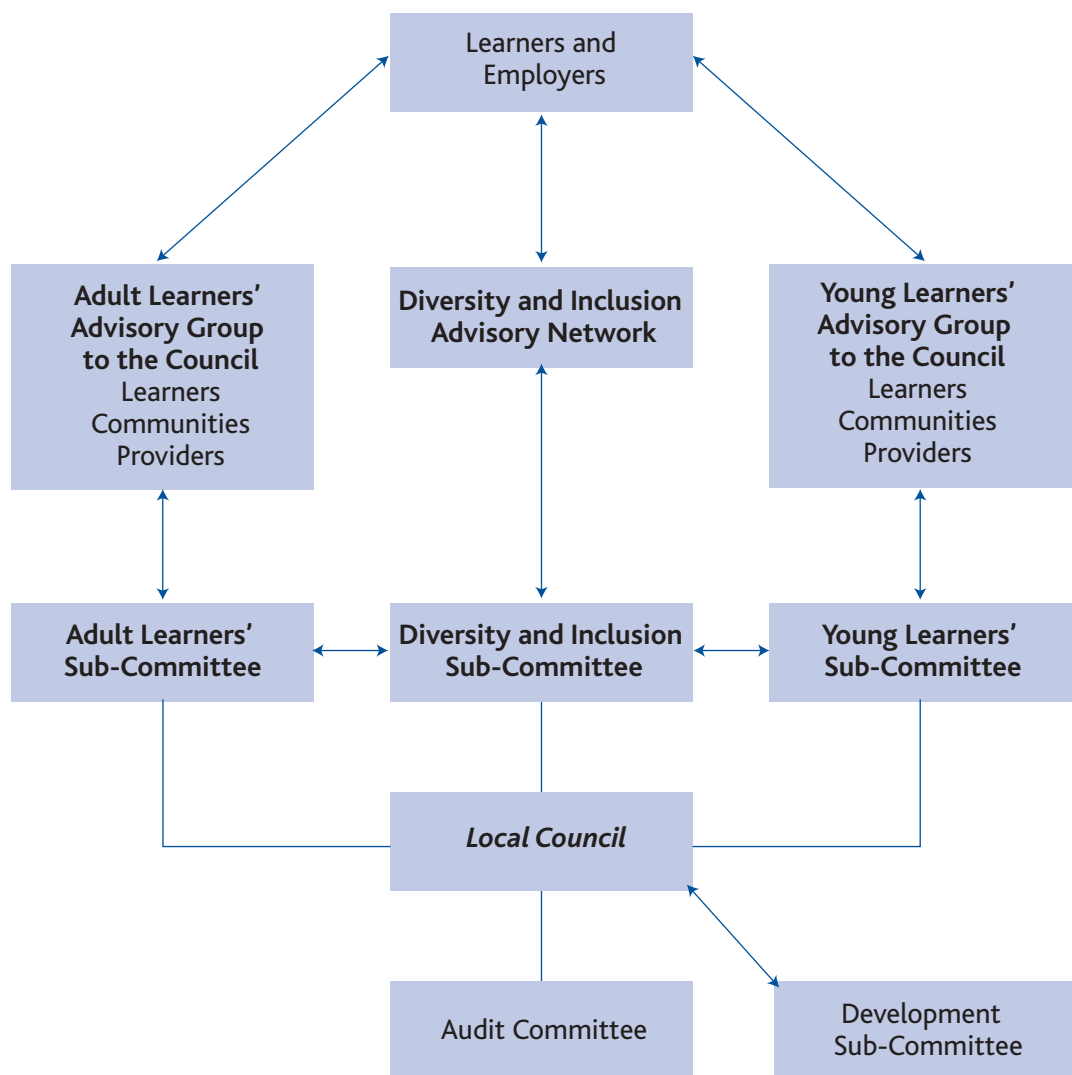 Learners and
Employers
Adult Learners’
Advisory Group
to the Council
Learners
Communities
Providers
Diversity and Inclusion
Advisory Network
Young Learners’
Advisory Group
to the Council
Learners
Communities
Providers
Adult Learners’
Sub-Committee
Diversity and Inclusion
Sub-Committee
Young Learners’
Sub-Committee
Local Council
Audit Committee
Development
Sub-Committee